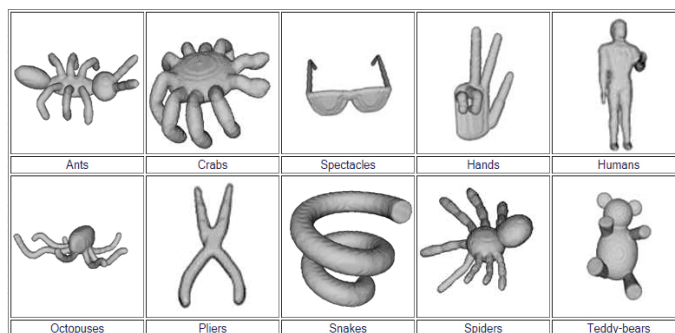 Ants
Crabs
Spectacles
Hands
Humans
Octopuses
Pliers
Snakes
Spiders
Teddy-bears